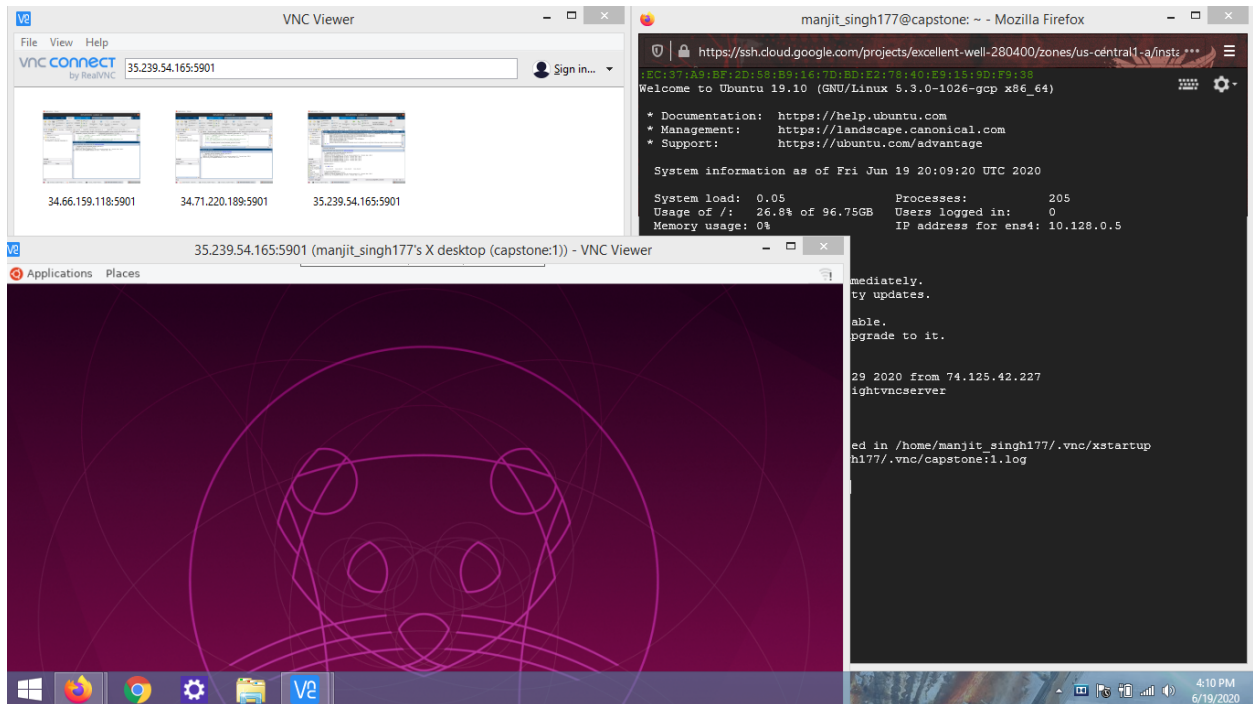 VNC Viewer
File View Help
VNC CONNECT
by RealVNC
35.239.54.165:5901
Sign in...
34.66.159.118:5901
34.71.220.189:5901
35.239.54.165:5901
manjit_singh177@capstone: ~ - Mozilla Firefox
https://ssh.cloud.google.com/projects/excellent-well-280400/zones/us-central1-a/insta
:EC:37:A9:BF:2D:58:B9:16:7D:BD:E2:78:40:E9:15:9D:F9:38
Welcome to Ubuntu 19.10 (GNU/Linux 5.3.0-1026-gcp x86_64)
* Documentation: https://help.ubuntu.com
* Management: https://landscape.canonical.com
* Support: https://ubuntu.com/advantage
System information as of Fri Jun 19 20:09:20 UTC 2020
System load: 0.05 Processes: 205
Usage of /: 26.8% of 96.75GB Users logged in: 0
Memory usage: 0% IP address for ens4: 10.128.0.5
mediately.
ty updates.
able.
pgrade to it.
29 2020 from 74.125.42.227
ightvncserver
ed in /home/manjit_singh177/.vnc/xstartup
h177/.vnc/capstone:1.log
35.239.54.165:5901 (manjit_singh177's X desktop (capstone:1)) - VNC Viewer
Applications Places
4:10 PM
6/19/2020